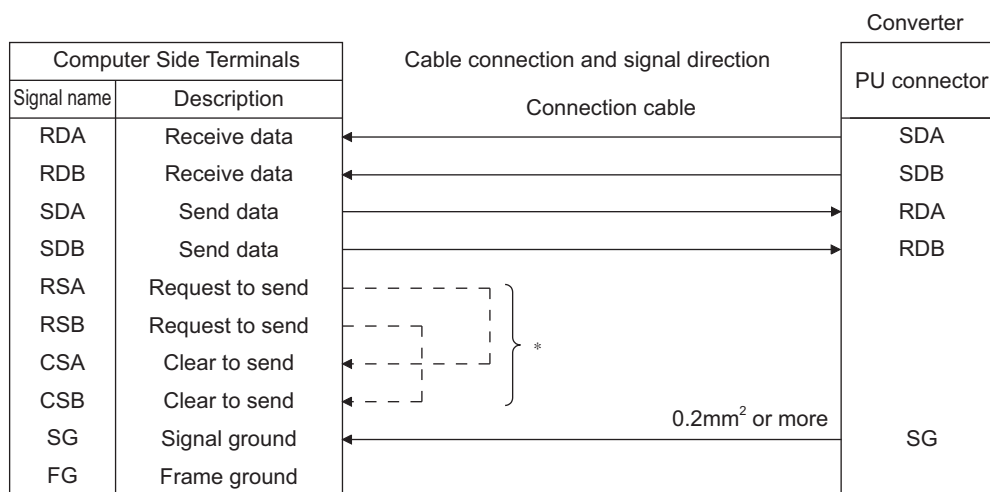 Converter
Computer Side Terminals
Cable connection and signal direction
PU connector
Signal name
Description
Connection cable
RDA Receive data SDA
RDB Receive data SDB
SDA Send data RDA
SDB Send data RDB
RSA Request to send
RSB Request to send
*
CSA Clear to send
CSB Clear to send
0.2mm² or more
SG Signal ground SG
FG Frame ground